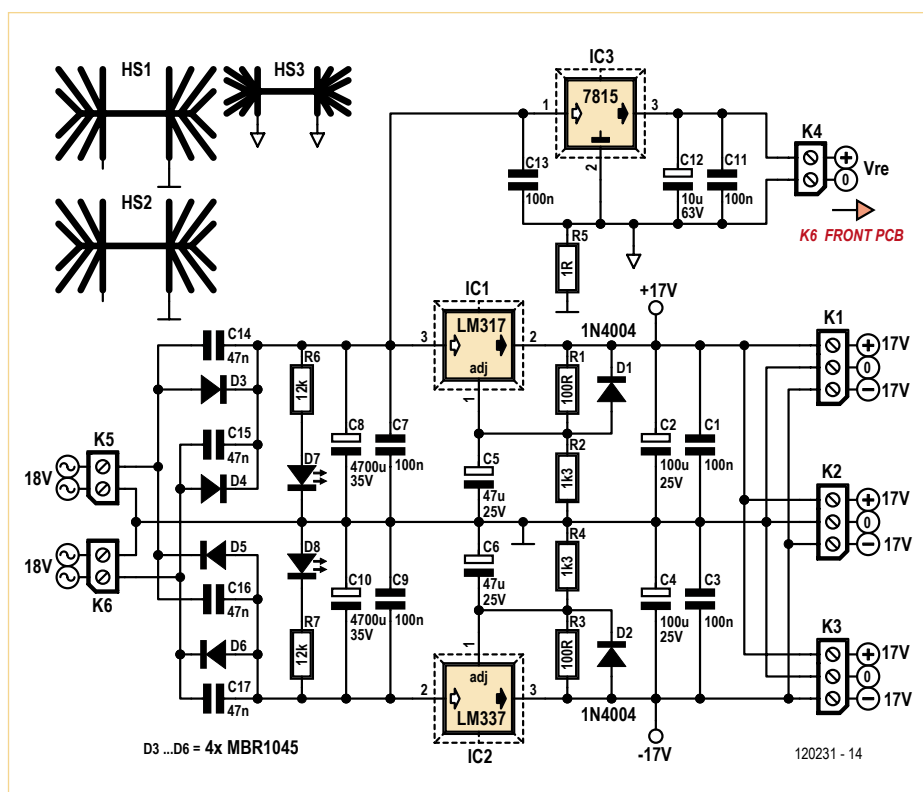 HS1
HS3
HS2
IC3
7815
1
3
2
C13
100n
C12
10u
63V
C11
100n
K4
+
0
Vre
K6 FRONT PCB
R5
1R
IC1
LM317
adj
3
2
1
+17V
1N4004
K1
+ 17V
0
− 17V
C14
47n
D3
C15
47n
D4
K5
18V
18V
K6
D5
C16
47n
D6
C17
47n
R6
12k
D7
C8
4700u
35V
C7
100n
D8
R7
12k
C10
4700u
35V
C9
100n
C5
47u
25V
C6
47u
25V
R1
100R
D1
R2
1k3
R4
1k3
R3
100R
D2
C2
100u
25V
C1
100n
C4
100u
25V
C3
100n
K2
+ 17V
0
− 17V
K3
+ 17V
0
− 17V
1
adj
2
3
LM337
IC2
1N4004
-17V
D3 ...D6 = 4x MBR1045
120231 - 14